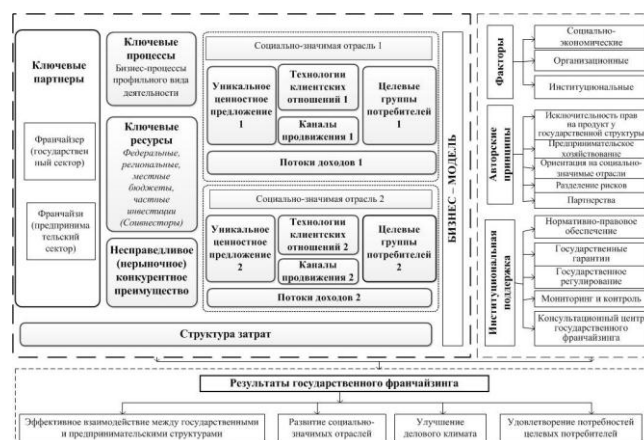 Ключевые
партнеры
Франчайзер
(государствен
ный сектор)
Франчайзи
(предпринима
тельский
сектор)
Ключевые
процессы
Бизнес-процессы
профильного вида
деятельности
Ключевые
ресурсы
Федеральные,
региональные,
местные
бюджеты,
частные
инвестиции
(Соинвесторы)
Несправедливое
(нерыночное)
конкурентное
преимущество
Социально-значимая отрасль 1
Уникальное
ценностное
предложение
1
Технологии
клиентских
отношений 1
Каналы
продвижения 1
Целевые
группы
потребителей
1
Потоки доходов 1
Социально-значимая отрасль 2
Уникальное
ценностное
предложение
2
Технологии
клиентских
отношений 2
Каналы
продвижения 2
Целевые
группы
потребителей
2
Потоки доходов 2
Структура затрат
БИЗНЕС – МОДЕЛЬ
Факторы
Социально-
экономические
Организационные
Институциональные
Авторские
принципы
Исключительность прав
на продукт у
государственной структуры
Предпринимательское
хозяйствование
Ориентация на социально-
значимые отрасли
Разделение рисков
Партнерства
Институциональная
поддержка
Нормативно-правовое
обеспечение
Государственные
гарантии
Государственное
регулирование
Мониторинг и контроль
Консультационный центр
государственного
франчайзинга
Результаты государственного франчайзинга
Эффективное взаимодействие между государственными
и предпринимательскими структурами
Развитие социально-
значимых отраслей
Улучшение
делового климата
Удовлетворение потребностей
целевых потребителей